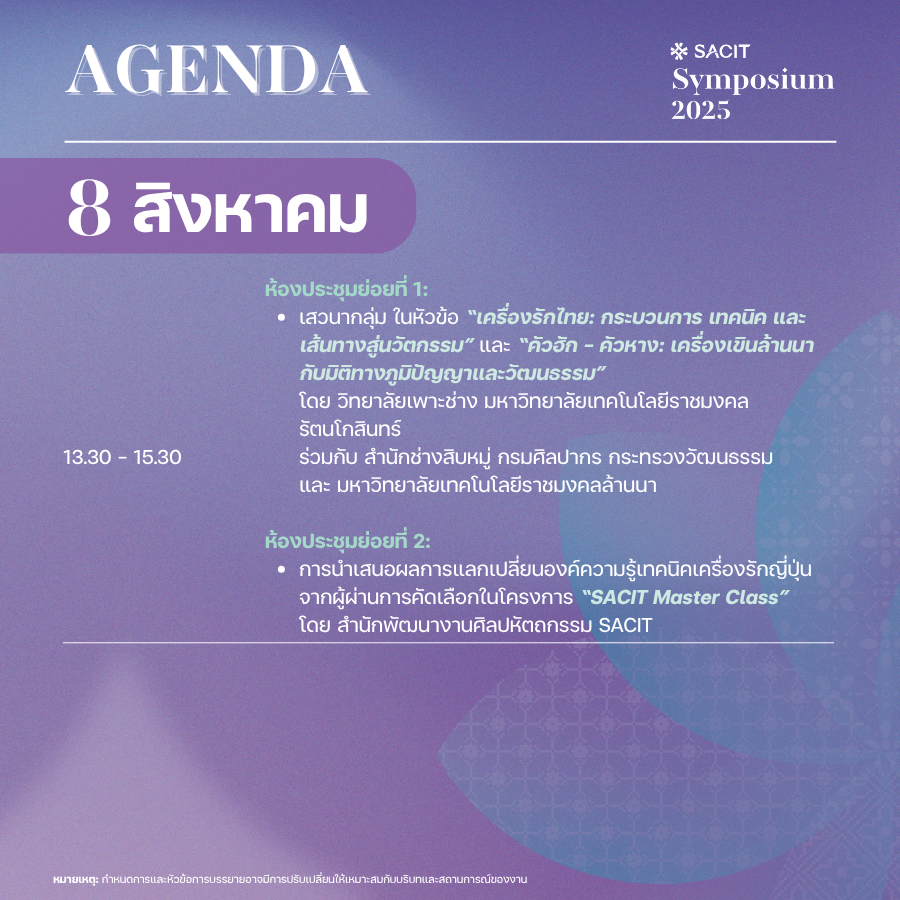 AGENDA
SACIT
Symposium
2025
8 สิงหาคม
ห้องประชุมย่อยที่ 1:
• เสวนากลุ่ม ในหัวข้อ “เครื่องรักไทย: กระบวนการ เทคนิค และ
เส้นทางสู่นวัตกรรม” และ “คัวฮัก – คัวหาง: เครื่องเขินล้านนา
กับมิติทางภูมิปัญญาและวัฒนธรรม”
โดย วิทยาลัยเพาะช่าง มหาวิทยาลัยเทคโนโลยีราชมงคล
รัตนโกสินทร์
13.30 – 15.30
ร่วมกับ สำนักช่างสิบหมู่ กรมศิลปากร กระทรวงวัฒนธรรม
และ มหาวิทยาลัยเทคโนโลยีราชมงคลล้านนา
ห้องประชุมย่อยที่ 2:
• การนำเสนอผลการแลกเปลี่ยนองค์ความรู้เทคนิคเครื่องรักญี่ปุ่น
จากผู้ผ่านการคัดเลือกในโครงการ “SACIT Master Class”
โดย สำนักพัฒนางานศิลปหัตถกรรม SACIT
หมายเหตุ: กำหนดการและหัวข้อการบรรยายอาจมีการปรับเปลี่ยนให้เหมาะสมกับบริบทและสถานการณ์ของงาน